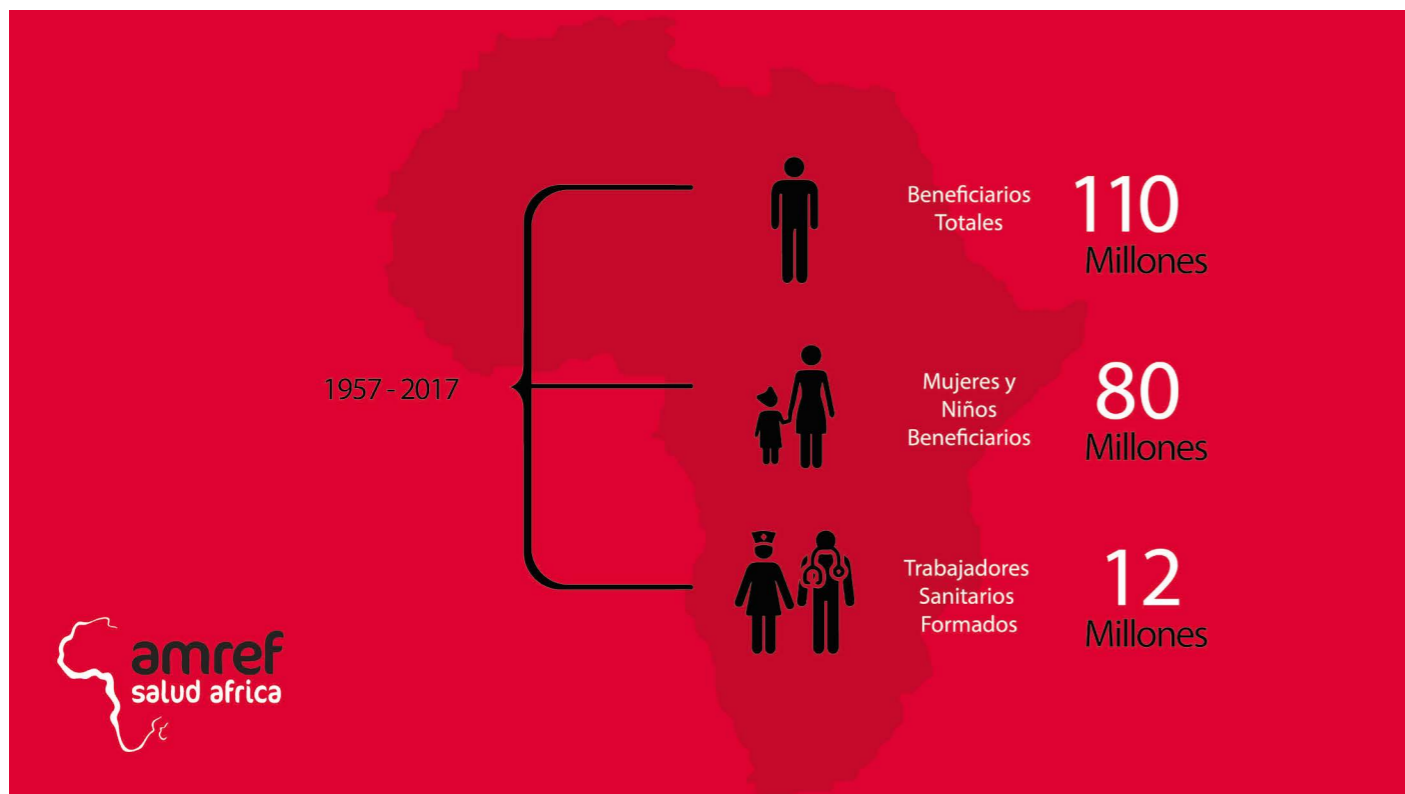 Beneficiarios
Totales
110
Millones
1957 - 2017
Mujeres y
Niños
Beneficiarios
80
Millones
Trabajadores
Sanitarios
Formados
12
Millones
amref
salud africa